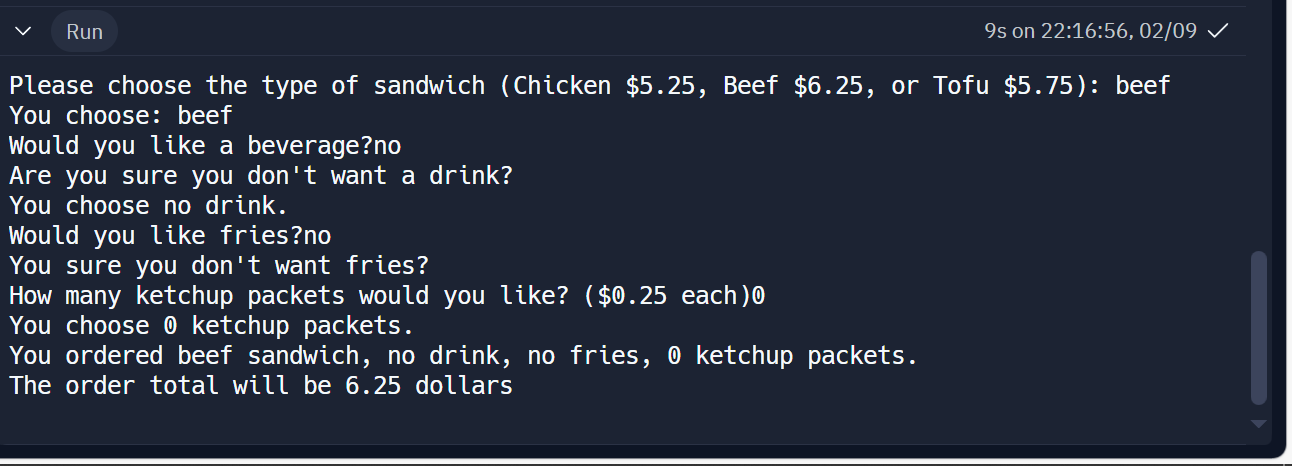 Run
9s on 22:16:56, 02/09
Please choose the type of sandwich (Chicken $5.25, Beef $6.25, or Tofu $5.75): beef
You choose: beef
Would you like a beverage?no
Are you sure you don't want a drink?
You choose no drink.
Would you like fries?no
You sure you don't want fries?
How many ketchup packets would you like? ($0.25 each)0
You choose 0 ketchup packets.
You ordered beef sandwich, no drink, no fries, 0 ketchup packets.
The order total will be 6.25 dollars